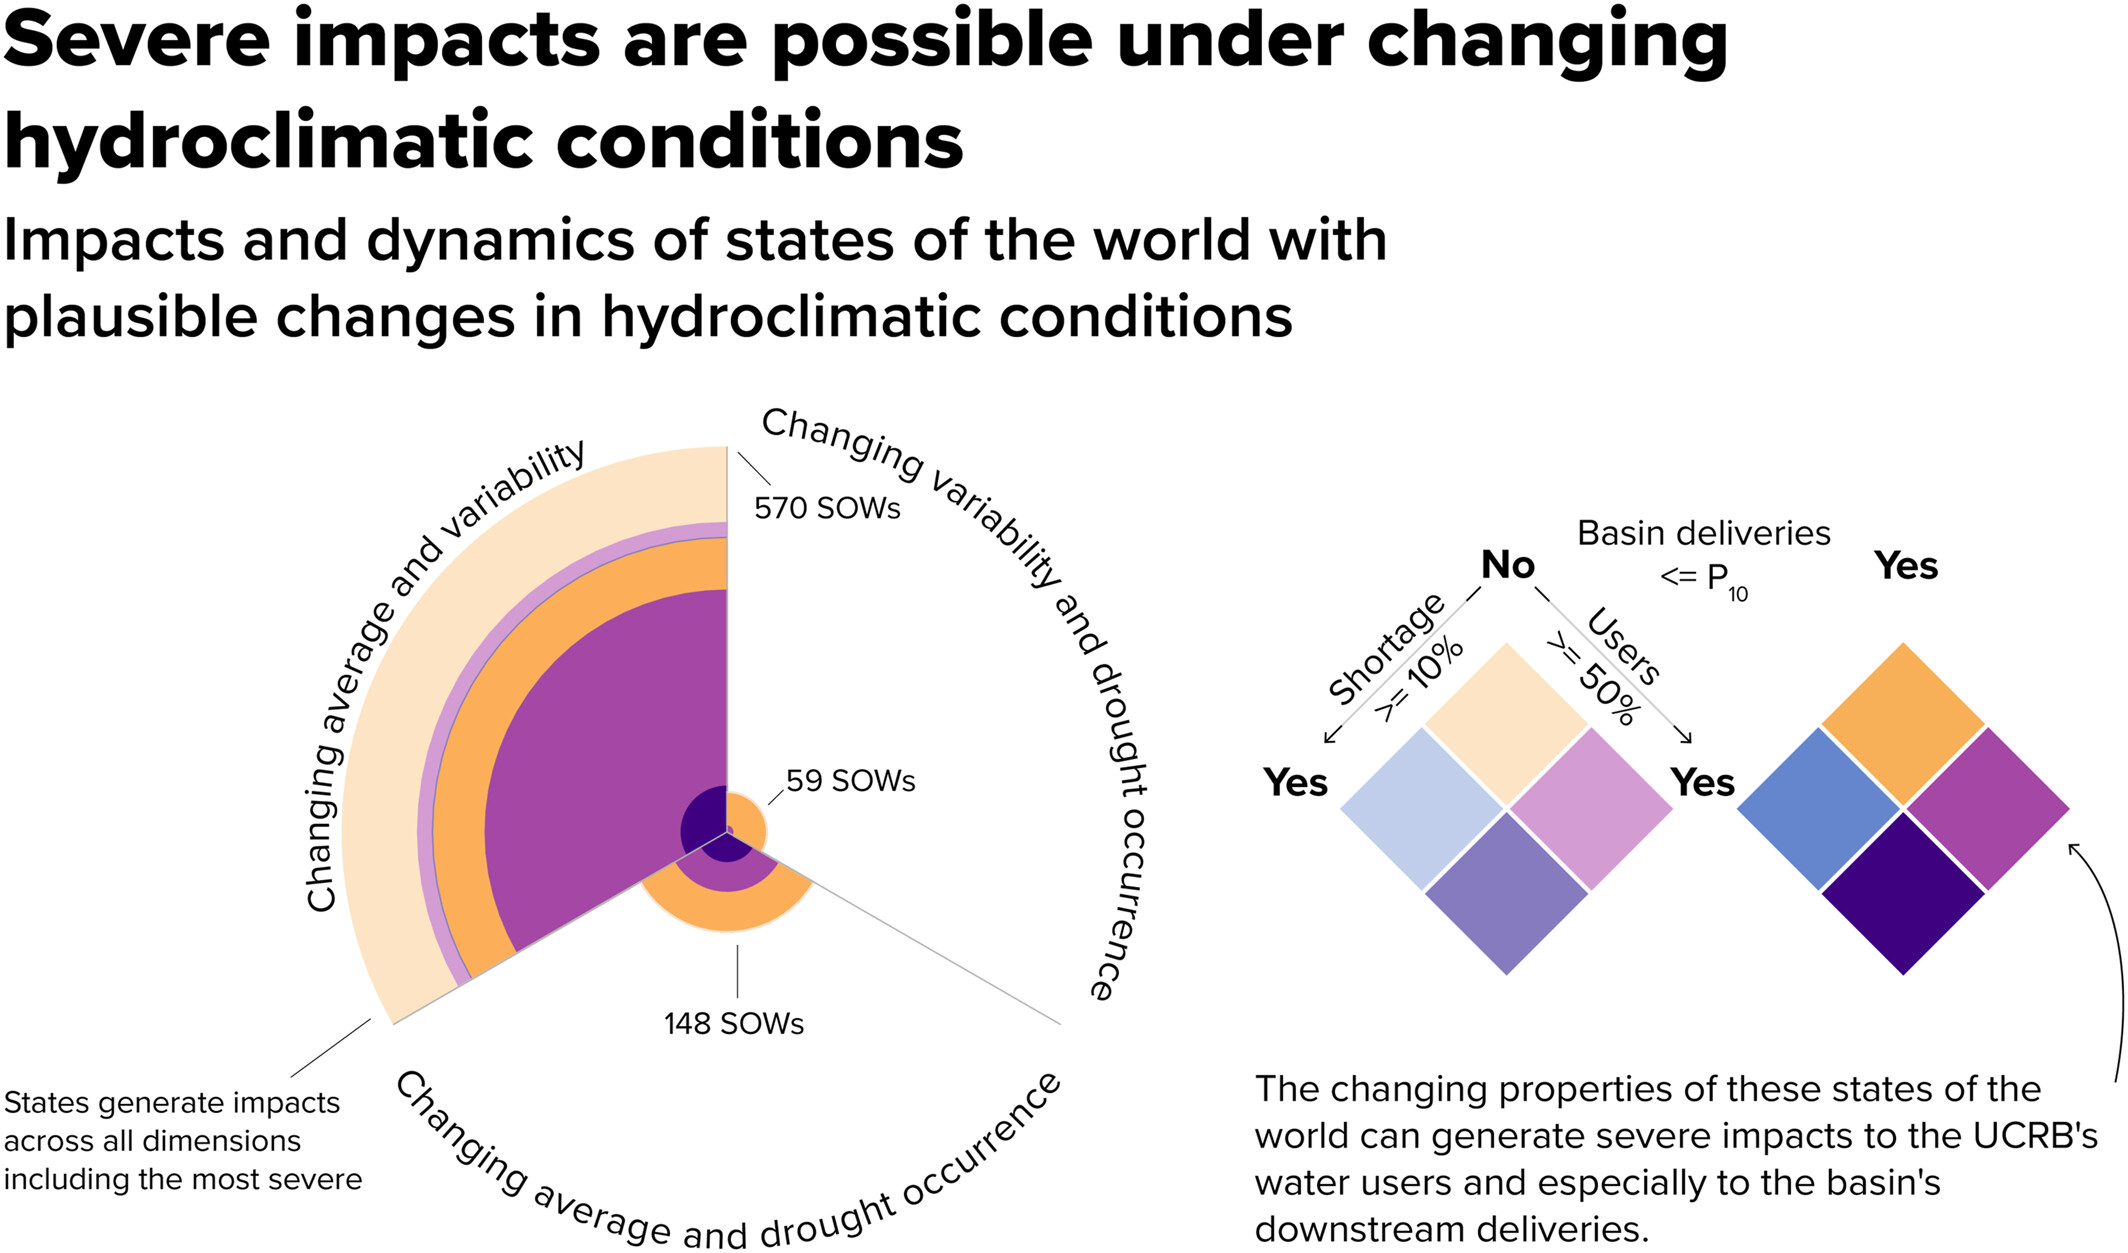 Severe impacts are possible under changing
hydroclimatic conditions
Impacts and dynamics of states of the world with
plausible changes in hydroclimatic conditions
Changing average and variability
Changing variability and drought occurrence
570 SOWs
59 SOWs
148 SOWs
Changing average and drought occurrence
States generate impacts
across all dimensions
including the most severe
Basin deliveries
<= P10
No
Yes
Shortage
>= 10%
Users
>= 50%
Yes
Yes
The changing properties of these states of the
world can generate severe impacts to the UCRB's
water users and especially to the basin's
downstream deliveries.